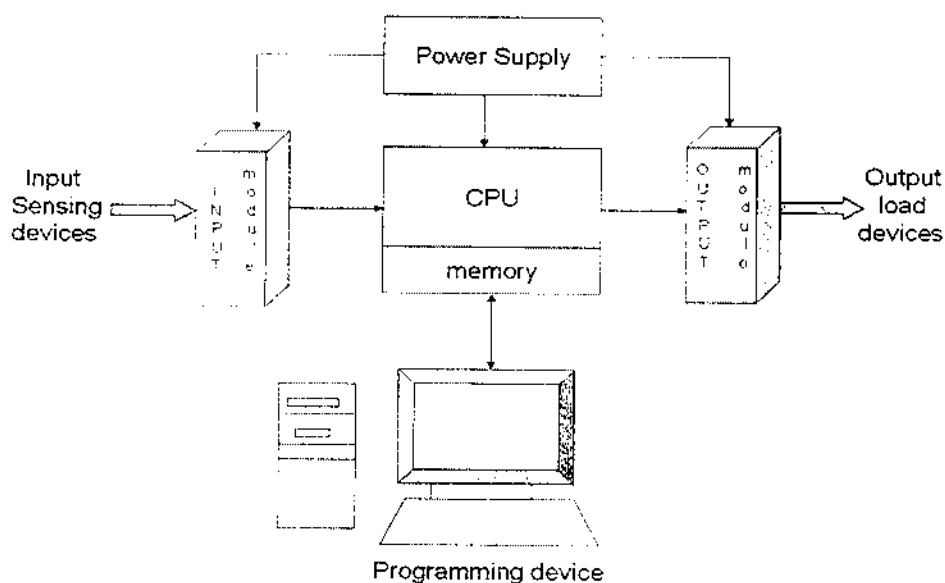 Power Supply
Input
Sensing
devices
INPUT
module
CPU
memory
OUTPUT
module
Output
load
devices
Programming device